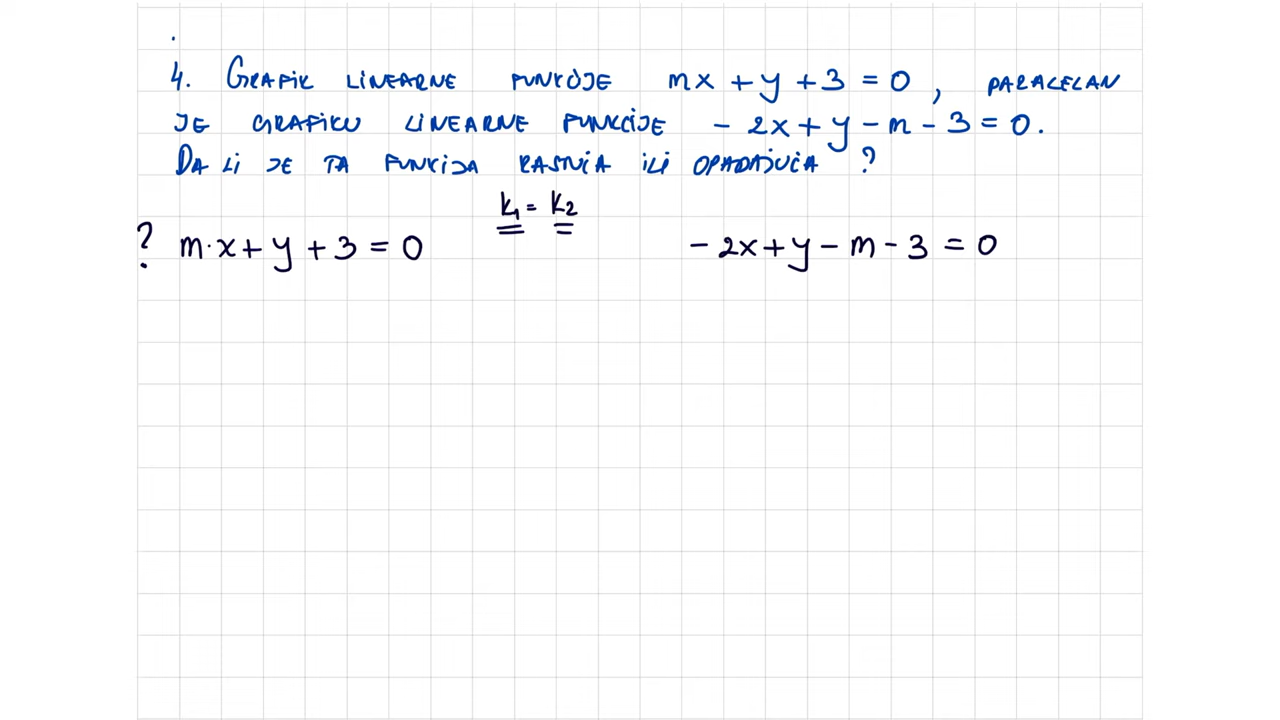 4. GRAFIK LINEARNE FUNKCIJE mx + y + 3 = 0, PARALELAN
JE GRAFIKU LINEARNE FUNKCIJE - 2x + y - m - 3 = 0.
DA LI JE TA FUNKCIJA RASTUĆA ILI OPADAJUĆA ?
k₁ = k₂
? m·x + y + 3 = 0 - 2x + y - m - 3 = 0